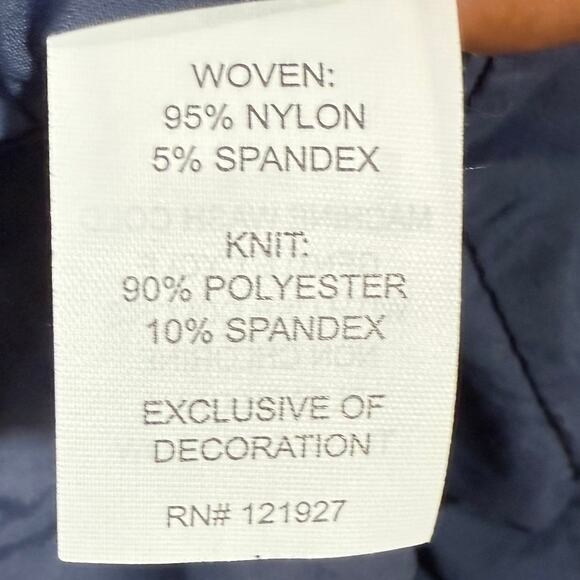 WOVEN:
95% NYLON
5% SPANDEX
KNIT:
90% POLYESTER
10% SPANDEX
EXCLUSIVE OF
DECORATION
RN# 121927